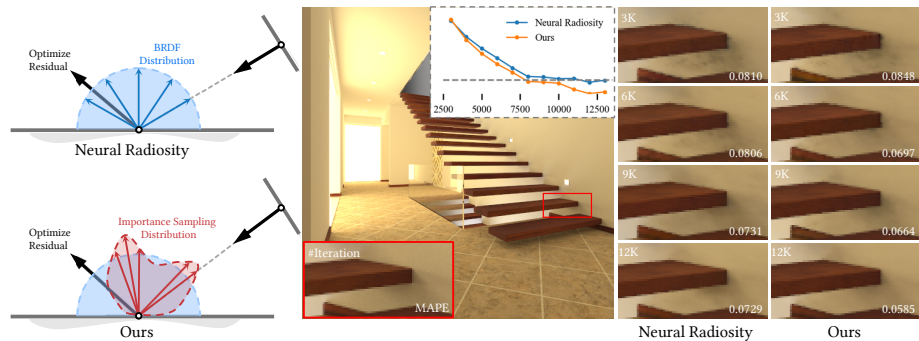 Optimize
Residual
BRDF
Distribution
Neural Radiosity
Optimize
Residual
Importance Sampling
Distribution
Ours
Neural Radiosity
Ours
2500
5000
7500
10000
12500
#Iteration
MAPE
3K
0.0810
3K
0.0848
6K
0.0806
6K
0.0697
9K
0.0731
9K
0.0664
12K
0.0729
12K
0.0585
Neural Radiosity
Ours